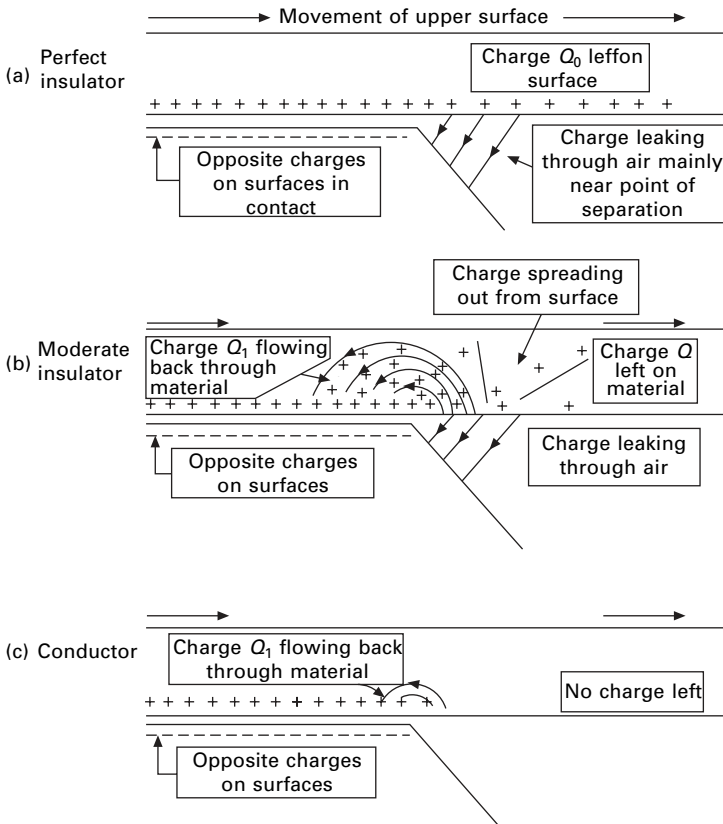 Movement of upper surface
(a) Perfect
insulator
Charge Q0 leffon
surface
+ + + + + + + + + + + + + + + + + + + + + +
Opposite charges
on surfaces in
contact
Charge leaking
through air mainly
near point of
separation
Charge spreading
out from surface
(b) Moderate
insulator
Charge Q1 flowing
back through
material
Charge Q
left on
material
Opposite charges
on surfaces
Charge leaking
through air
(c) Conductor
Charge Q1 flowing back
through material
No charge left
Opposite charges
on surfaces